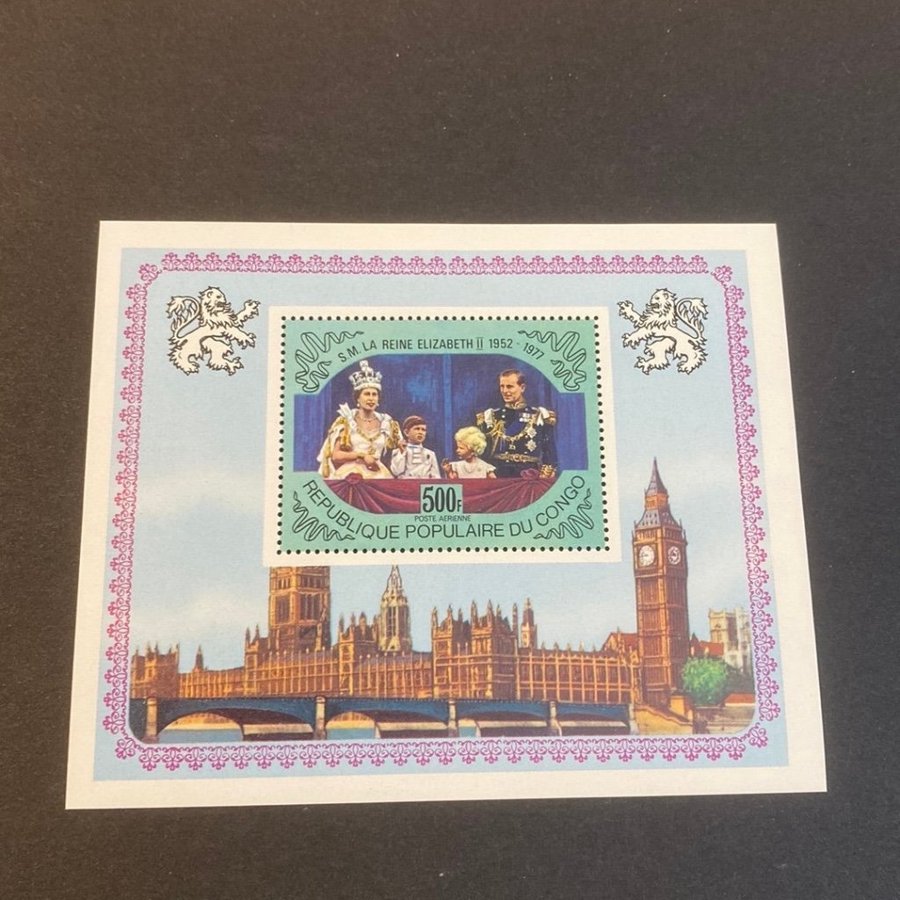 S.M. LA REINE ELIZABETH II 1952 - 1977
500F
POSTE AERIENNE
REPUBLIQUE POPULAIRE DU CONGO